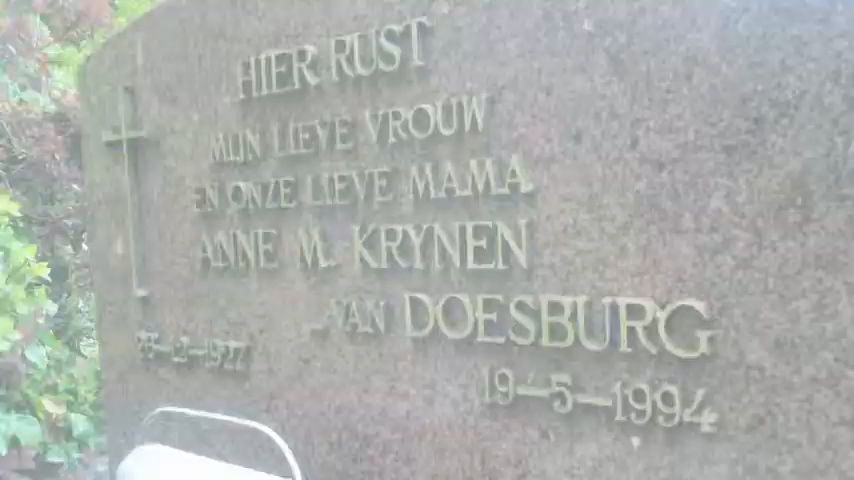 HIER RUST
MIJN LIEVE VROUW
EN ONZE LIEVE MAMA
ANNE M. KRYNEN
VAN DOESBURG
19-5-1994